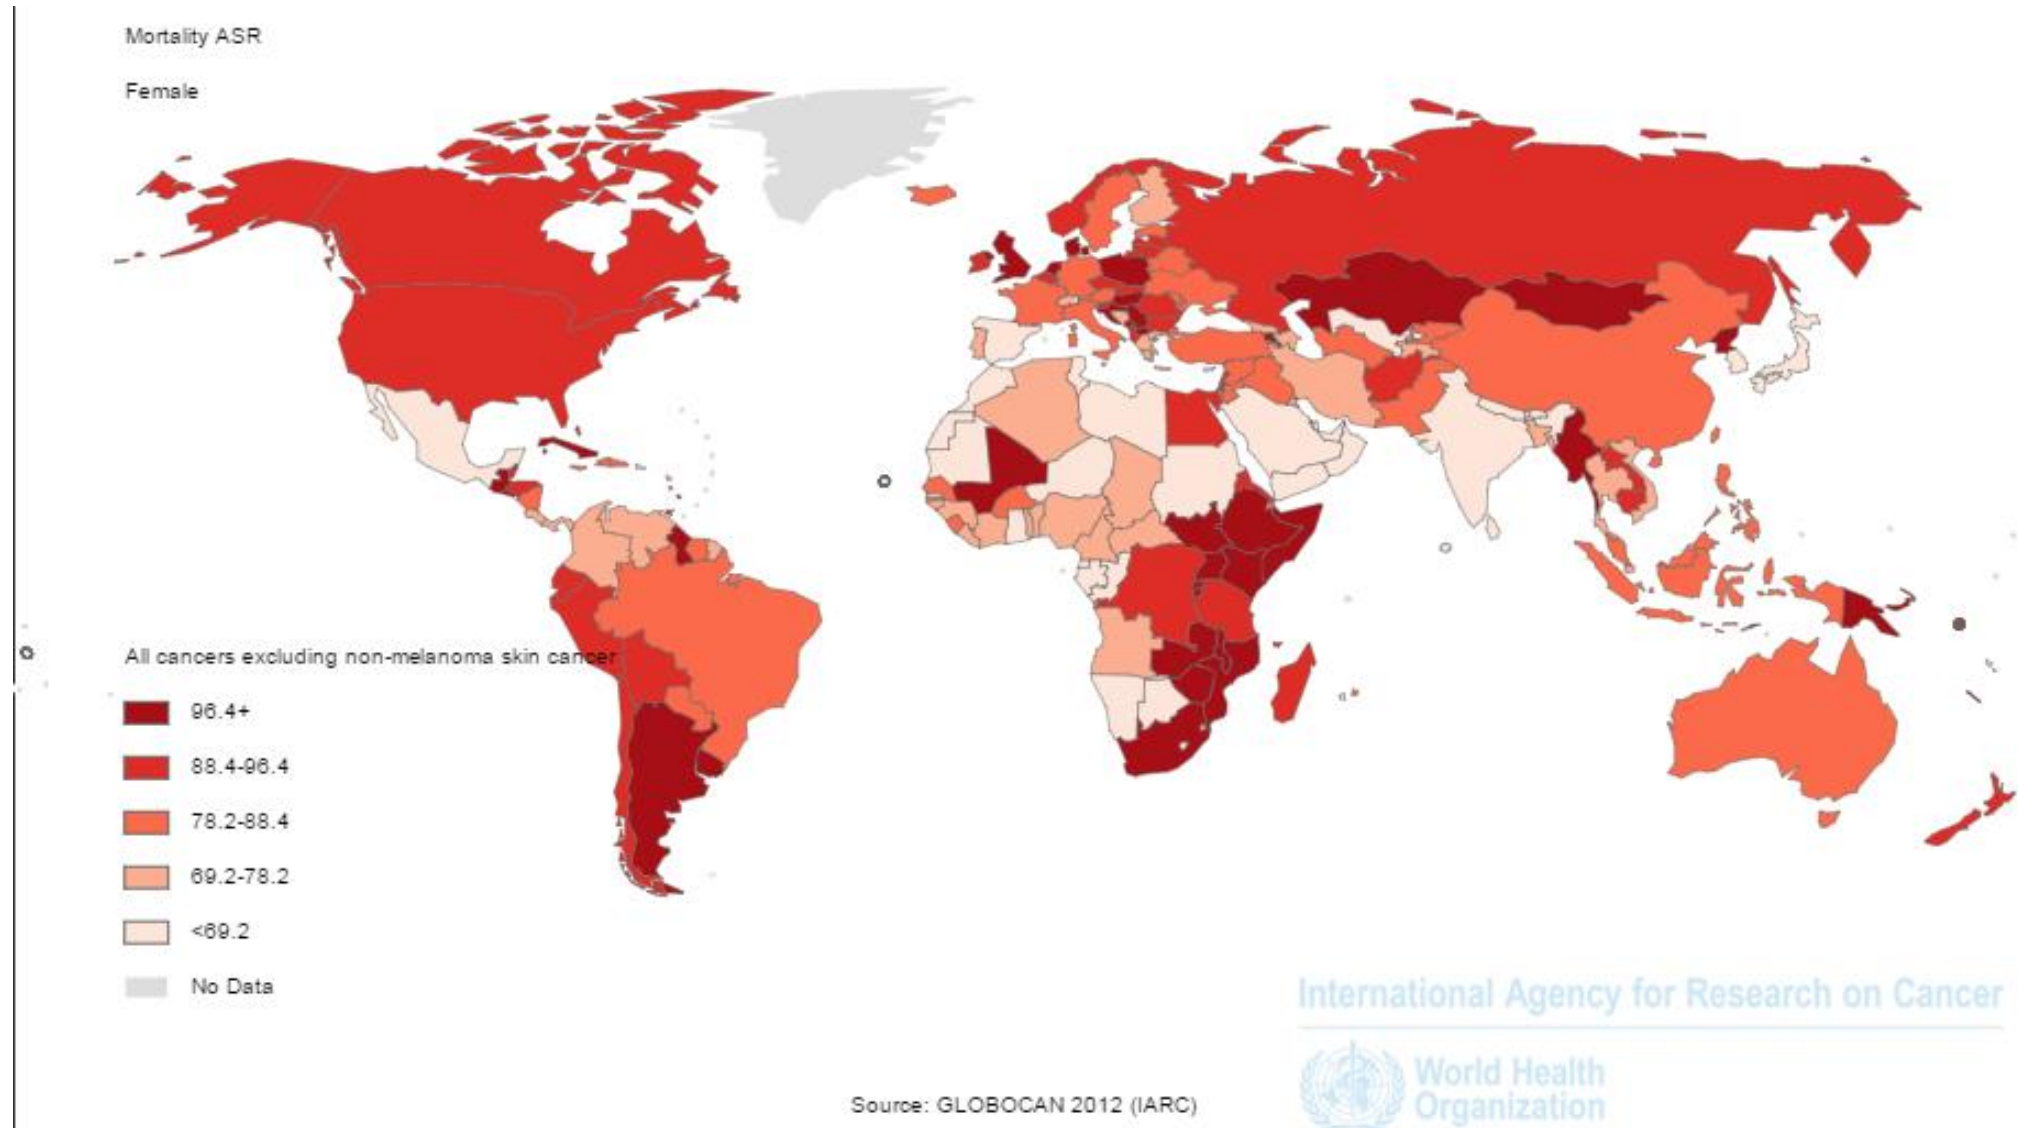 Mortality ASR
Female
All cancers excluding non-melanoma skin cancer
96.4+
88.4-96.4
78.2-88.4
69.2-78.2
<69.2
No Data
International Agency for Research on Cancer
World Health
Organization
Source: GLOBOCAN 2012 (IARC)